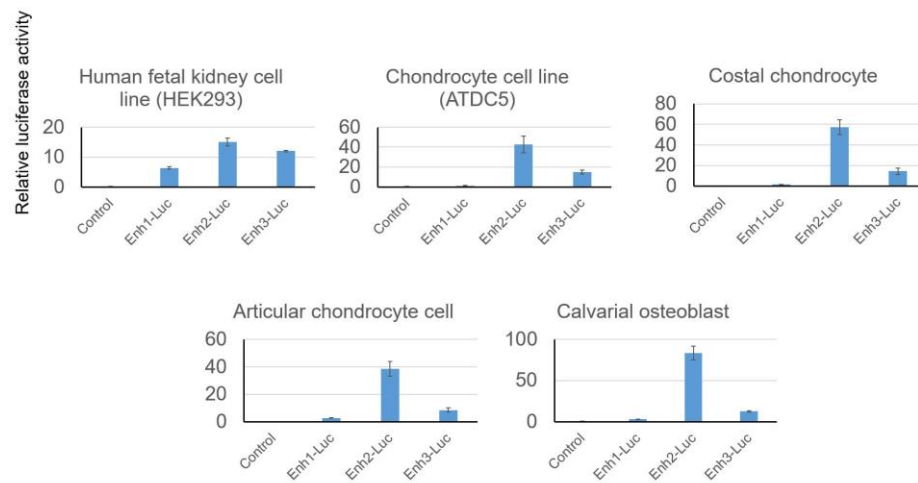 Relative luciferase activity
Human fetal kidney cell
line (HEK293)
20
10
0
Control
Enh1-Luc
Enh2-Luc
Enh3-Luc
Chondrocyte cell line
(ATDC5)
60
40
20
0
Control
Enh1-Luc
Enh2-Luc
Enh3-Luc
Costal chondrocyte
80
60
40
20
0
Control
Enh1-Luc
Enh2-Luc
Enh3-Luc
Articular chondrocyte cell
60
40
20
0
Control
Enh1-Luc
Enh2-Luc
Enh3-Luc
Calvarial osteoblast
100
50
0
Control
Enh1-Luc
Enh2-Luc
Enh3-Luc